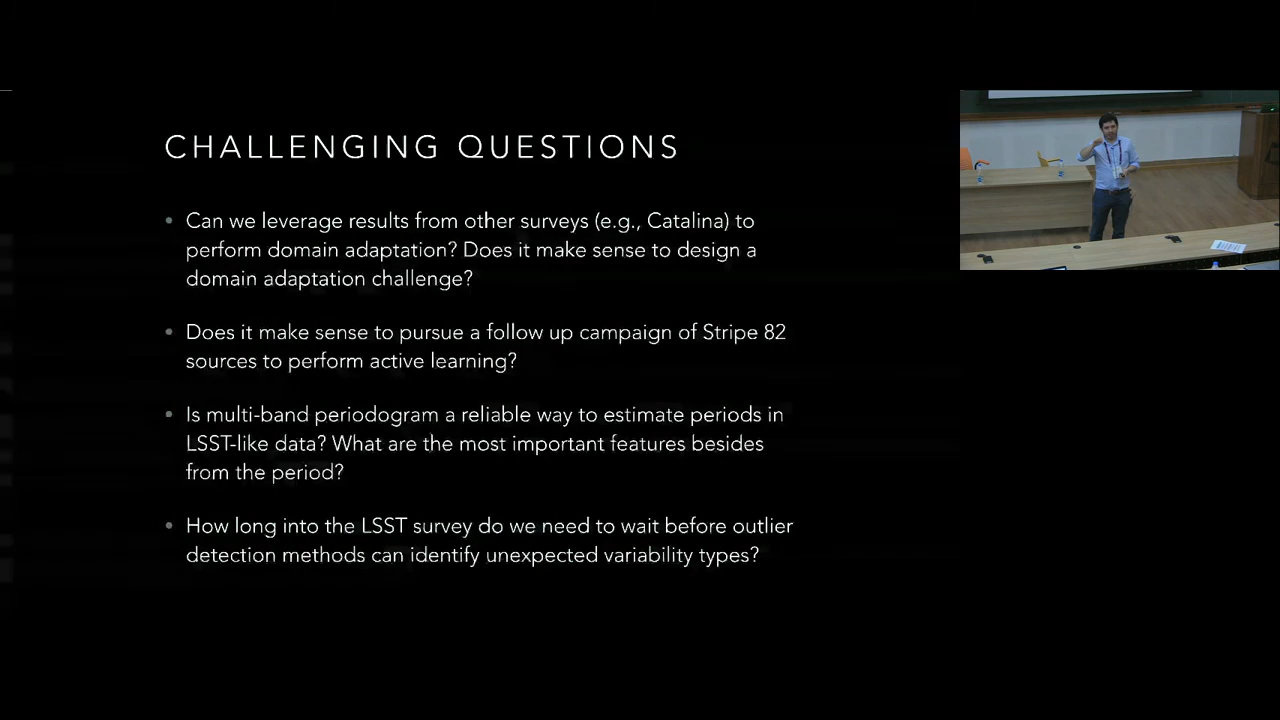 CHALLENGING QUESTIONS
• Can we leverage results from other surveys (e.g., Catalina) to
perform domain adaptation? Does it make sense to design a
domain adaptation challenge?
• Does it make sense to pursue a follow up campaign of Stripe 82
sources to perform active learning?
• Is multi-band periodogram a reliable way to estimate periods in
LSST-like data? What are the most important features besides
from the period?
• How long into the LSST survey do we need to wait before outlier
detection methods can identify unexpected variability types?